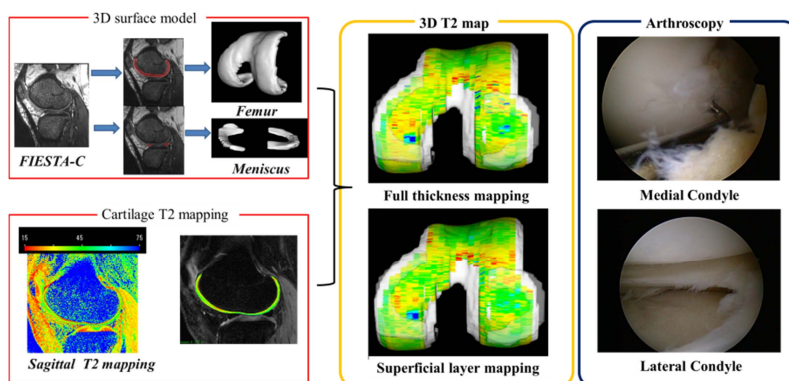 3D surface model
FIESTA-C
Femur
Meniscus
Cartilage T2 mapping
15 45 75
Sagittal T2 mapping
3D T2 map
Full thickness mapping
Superficial layer mapping
Arthroscopy
Medial Condyle
Lateral Condyle